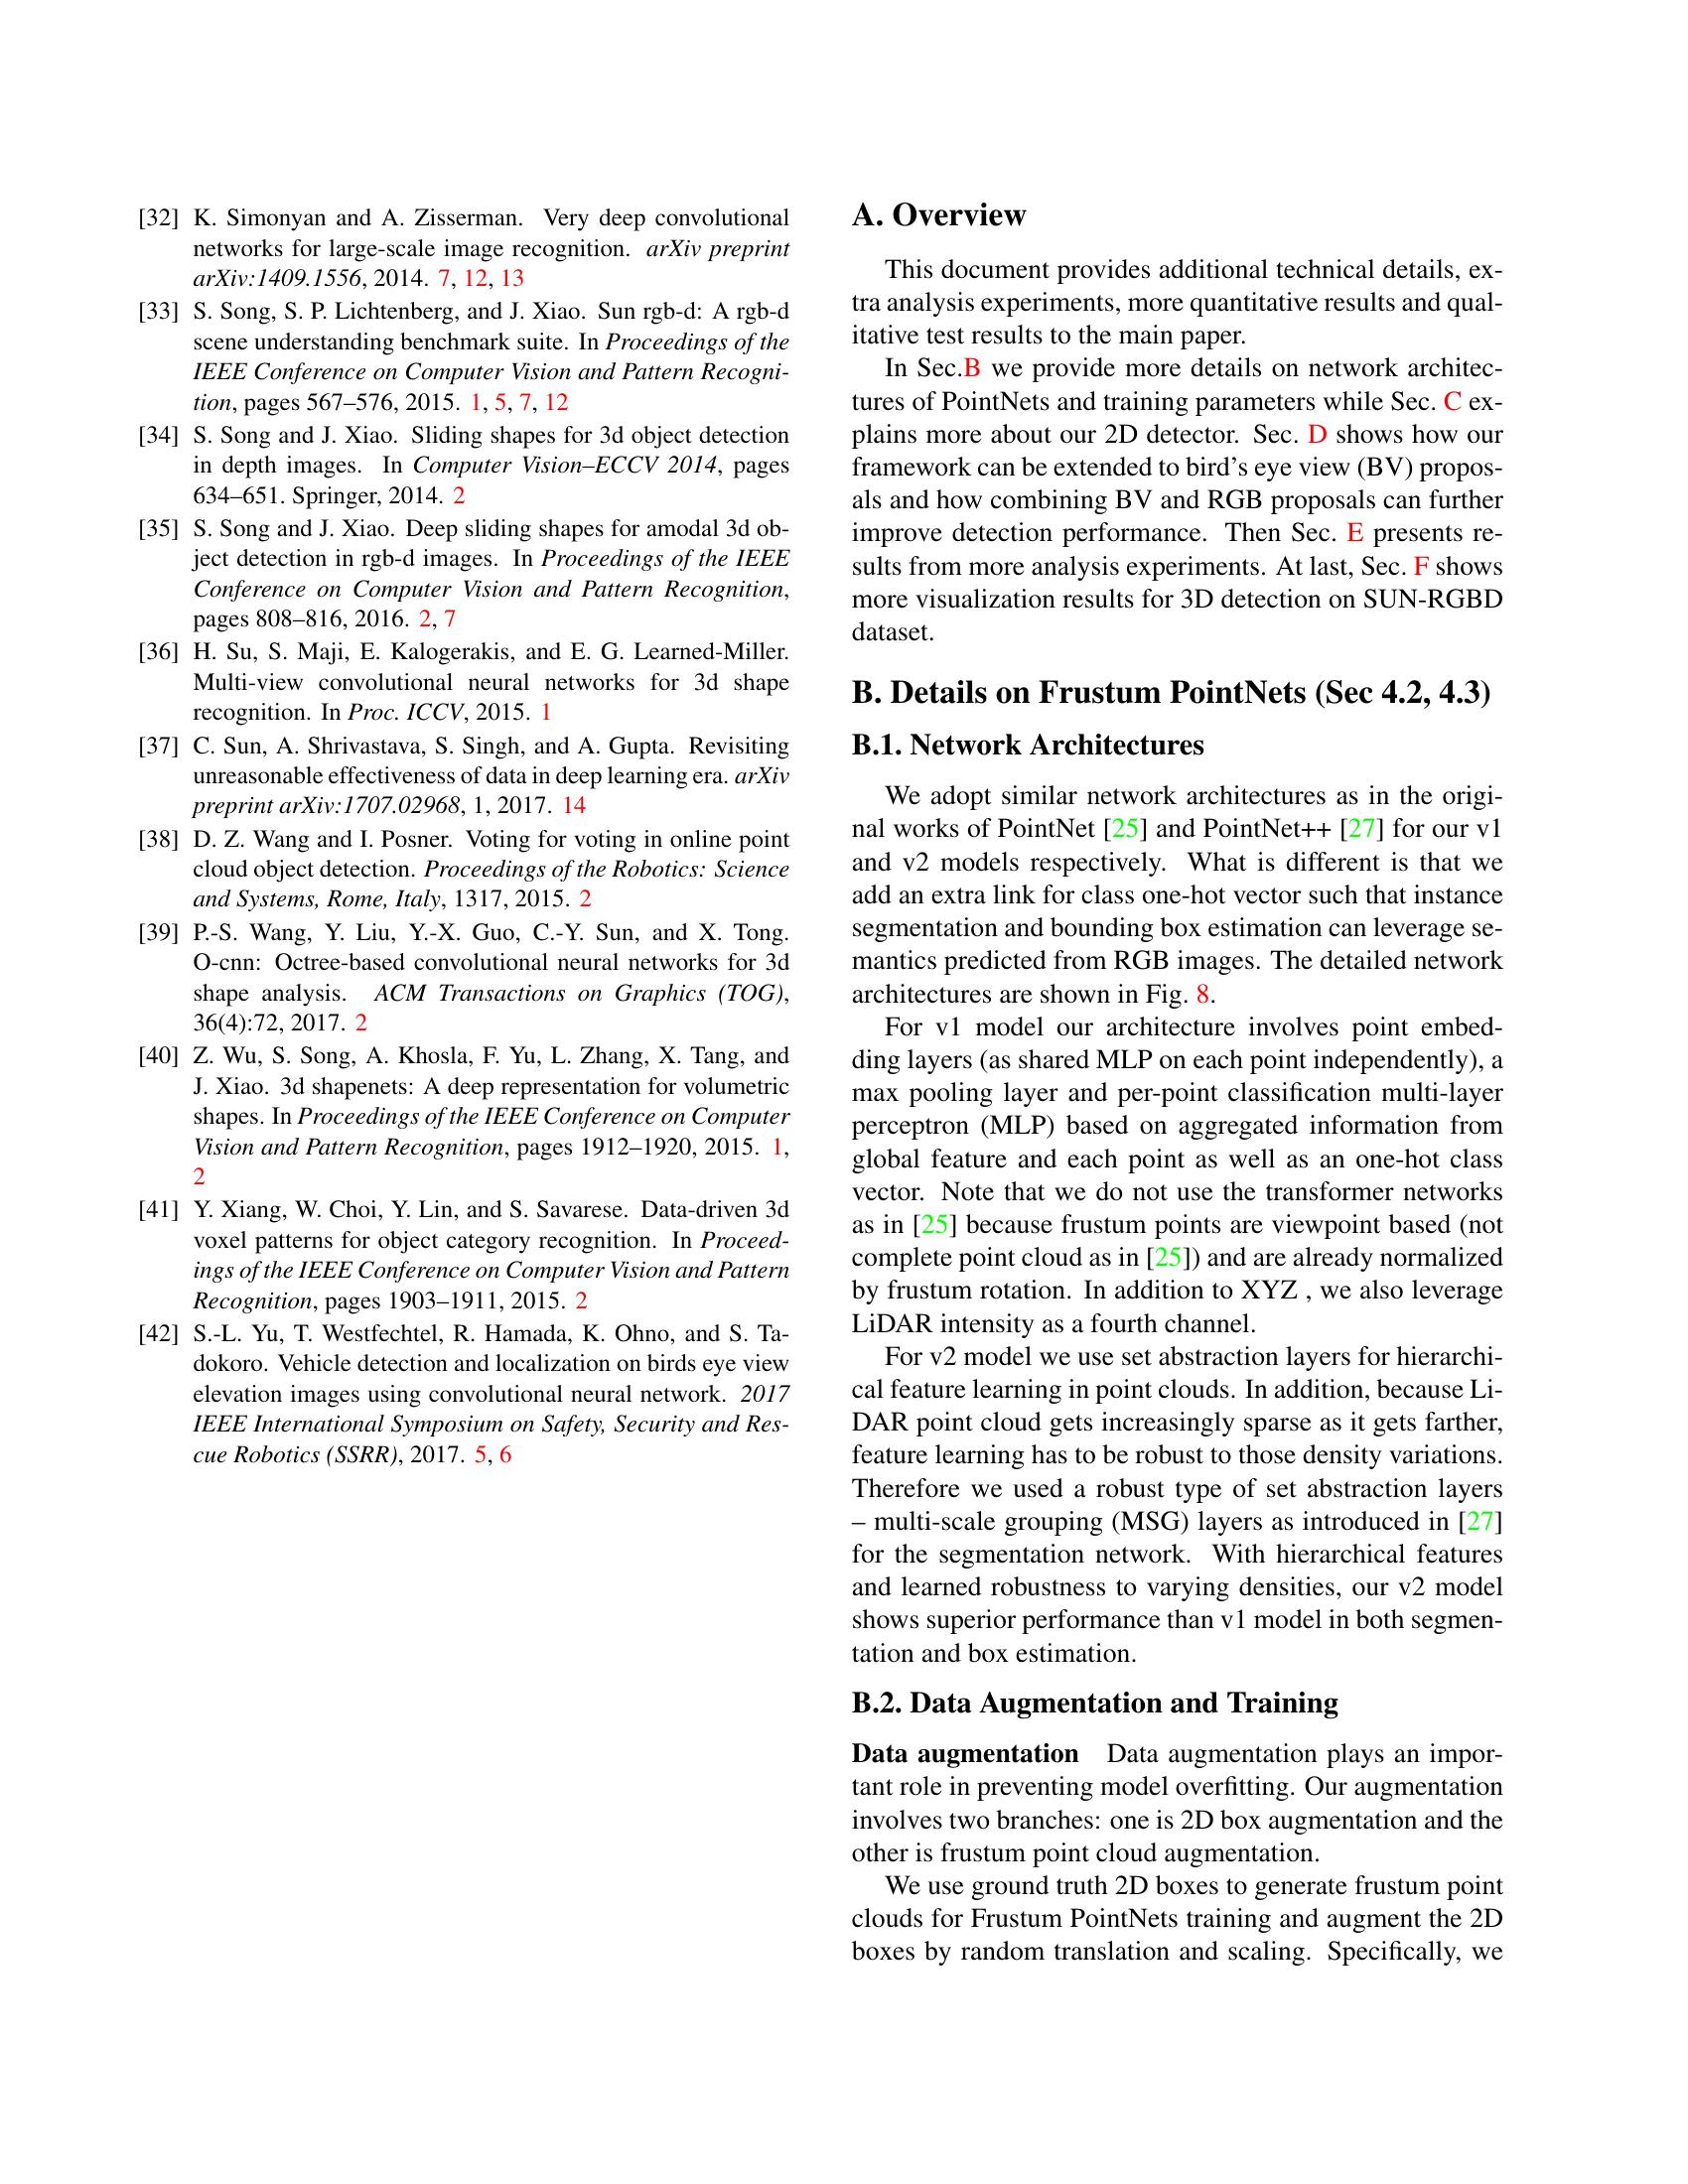 [32] K. Simonyan and A. Zisserman. Very deep convolutional
networks for large-scale image recognition. arXiv preprint
arXiv:1409.1556, 2014. 7, 12, 13
[33] S. Song, S. P. Lichtenberg, and J. Xiao. Sun rgb-d: A rgb-d
scene understanding benchmark suite. In Proceedings of the
IEEE Conference on Computer Vision and Pattern Recogni-
tion, pages 567–576, 2015. 1, 5, 7, 12
[34] S. Song and J. Xiao. Sliding shapes for 3d object detection
in depth images. In Computer Vision–ECCV 2014, pages
634–651. Springer, 2014. 2
[35] S. Song and J. Xiao. Deep sliding shapes for amodal 3d ob-
ject detection in rgb-d images. In Proceedings of the IEEE
Conference on Computer Vision and Pattern Recognition,
pages 808–816, 2016. 2, 7
[36] H. Su, S. Maji, E. Kalogerakis, and E. G. Learned-Miller.
Multi-view convolutional neural networks for 3d shape
recognition. In Proc. ICCV, 2015. 1
[37] C. Sun, A. Shrivastava, S. Singh, and A. Gupta. Revisiting
unreasonable effectiveness of data in deep learning era. arXiv
preprint arXiv:1707.02968, 1, 2017. 14
[38] D. Z. Wang and I. Posner. Voting for voting in online point
cloud object detection. Proceedings of the Robotics: Science
and Systems, Rome, Italy, 1317, 2015. 2
[39] P.-S. Wang, Y. Liu, Y.-X. Guo, C.-Y. Sun, and X. Tong.
O-cnn: Octree-based convolutional neural networks for 3d
shape analysis. ACM Transactions on Graphics (TOG),
36(4):72, 2017. 2
[40] Z. Wu, S. Song, A. Khosla, F. Yu, L. Zhang, X. Tang, and
J. Xiao. 3d shapenets: A deep representation for volumetric
shapes. In Proceedings of the IEEE Conference on Computer
Vision and Pattern Recognition, pages 1912–1920, 2015. 1,
2
[41] Y. Xiang, W. Choi, Y. Lin, and S. Savarese. Data-driven 3d
voxel patterns for object category recognition. In Proceed-
ings of the IEEE Conference on Computer Vision and Pattern
Recognition, pages 1903–1911, 2015. 2
[42] S.-L. Yu, T. Westfechtel, R. Hamada, K. Ohno, and S. Ta-
dokoro. Vehicle detection and localization on birds eye view
elevation images using convolutional neural network. 2017
IEEE International Symposium on Safety, Security and Res-
cue Robotics (SSRR), 2017. 5, 6
A. Overview
This document provides additional technical details, ex-
tra analysis experiments, more quantitative results and qual-
itative test results to the main paper.
In Sec.B we provide more details on network architec-
tures of PointNets and training parameters while Sec. C ex-
plains more about our 2D detector. Sec. D shows how our
framework can be extended to bird's eye view (BV) propos-
als and how combining BV and RGB proposals can further
improve detection performance. Then Sec. E presents re-
sults from more analysis experiments. At last, Sec. F shows
more visualization results for 3D detection on SUN-RGBD
dataset.
B. Details on Frustum PointNets (Sec 4.2, 4.3)
B.1. Network Architectures
We adopt similar network architectures as in the origi-
nal works of PointNet [25] and PointNet++ [27] for our v1
and v2 models respectively. What is different is that we
add an extra link for class one-hot vector such that instance
segmentation and bounding box estimation can leverage se-
mantics predicted from RGB images. The detailed network
architectures are shown in Fig. 8.
For v1 model our architecture involves point embed-
ding layers (as shared MLP on each point independently), a
max pooling layer and per-point classification multi-layer
perceptron (MLP) based on aggregated information from
global feature and each point as well as an one-hot class
vector. Note that we do not use the transformer networks
as in [25] because frustum points are viewpoint based (not
complete point cloud as in [25]) and are already normalized
by frustum rotation. In addition to XYZ , we also leverage
LiDAR intensity as a fourth channel.
For v2 model we use set abstraction layers for hierarchi-
cal feature learning in point clouds. In addition, because Li-
DAR point cloud gets increasingly sparse as it gets farther,
feature learning has to be robust to those density variations.
Therefore we used a robust type of set abstraction layers
– multi-scale grouping (MSG) layers as introduced in [27]
for the segmentation network. With hierarchical features
and learned robustness to varying densities, our v2 model
shows superior performance than v1 model in both segmen-
tation and box estimation.
B.2. Data Augmentation and Training
Data augmentation Data augmentation plays an impor-
tant role in preventing model overfitting. Our augmentation
involves two branches: one is 2D box augmentation and the
other is frustum point cloud augmentation.
We use ground truth 2D boxes to generate frustum point
clouds for Frustum PointNets training and augment the 2D
boxes by random translation and scaling. Specifically, we